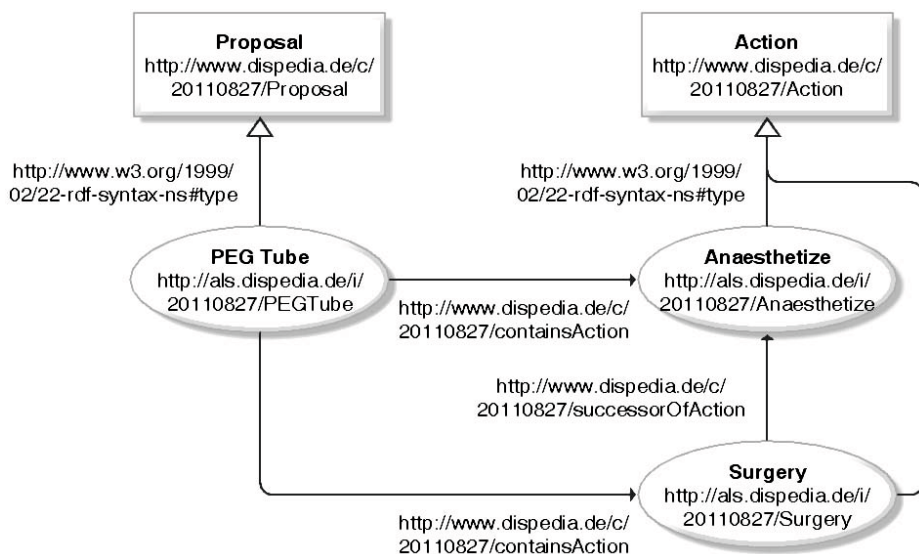 Proposal
http://www.dispedia.de/c/
20110827/Proposal
Action
http://www.dispedia.de/c/
20110827/Action
http://www.w3.org/1999/
02/22-rdf-syntax-ns#type
http://www.w3.org/1999/
02/22-rdf-syntax-ns#type
PEG Tube
http://als.dispedia.de/i/
20110827/PEGTube
Anaesthetize
http://als.dispedia.de/i/
20110827/Anaesthetize
http://www.dispedia.de/c/
20110827/containsAction
http://www.dispedia.de/c/
20110827/successorOfAction
Surgery
http://als.dispedia.de/i/
20110827/Surgery
http://www.dispedia.de/c/
20110827/containsAction